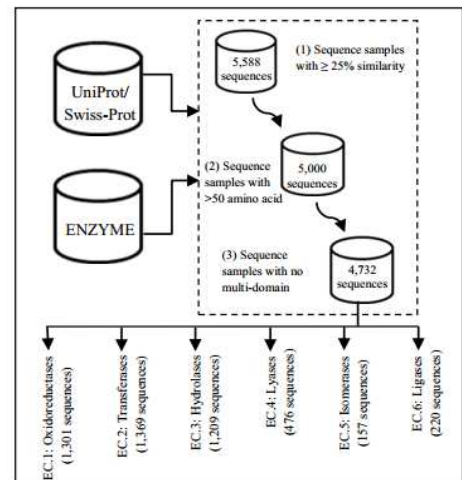 UniProt/
Swiss-Prot
ENZYME
5,588
sequences
(1) Sequence samples
with ≥ 25% similarity
(2) Sequence
samples with
>50 amino acid
5,000
sequences
(3) Sequence
samples with no
multi-domain
4,732
sequences
EC.1: Oxidoreductases
(1,301 sequences)
EC.2: Transferases
(1,369 sequences)
EC.3: Hydrolases
(1,209 sequences)
EC.4: Lyases
(476 sequences)
EC.5: Isomerases
(157 sequences)
EC.6: Ligases
(220 sequences)